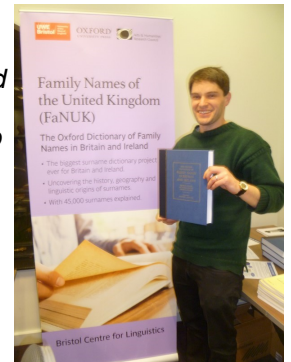 UWE
Bristol
OXFORD
Family Names of
the United Kingdom
(FaNUK)
The Oxford Dictionary of Family
Names in Britain and Ireland
• The biggest surname dictionary project
ever for Britain and Ireland.
• Uncovering the history, geography and
linguistic origins of surnames.
• With 45,000 surnames explained.
Bristol Centre for Linguistics